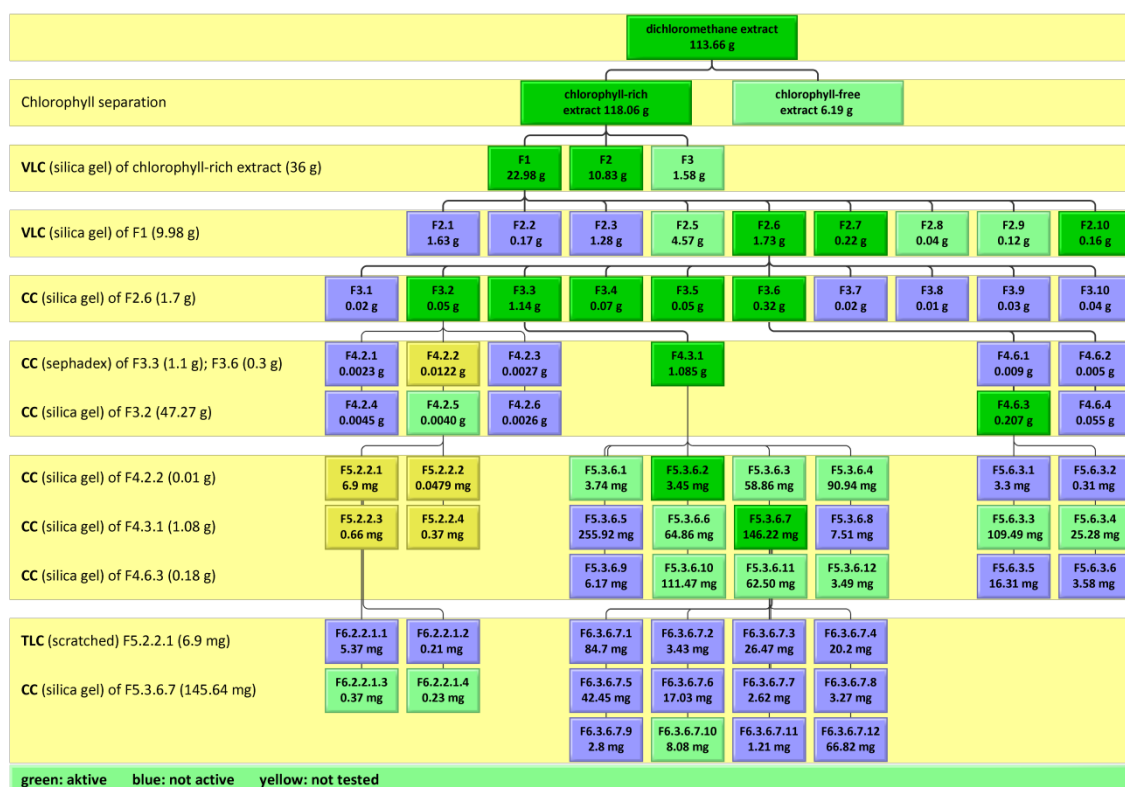 dichloromethane extract
113.66 g
Chlorophyll separation
chlorophyll-rich
extract 118.06 g
chlorophyll-free
extract 6.19 g
VLC (silica gel) of chlorophyll-rich extract (36 g)
F1
22.98 g
F2
10.83 g
F3
1.58 g
VLC (silica gel) of F1 (9.98 g)
F2.1
1.63 g
F2.2
0.17 g
F2.3
1.28 g
F2.5
4.57 g
F2.6
1.73 g
F2.7
0.22 g
F2.8
0.04 g
F2.9
0.12 g
F2.10
0.16 g
CC (silica gel) of F2.6 (1.7 g)
F3.1
0.02 g
F3.2
0.05 g
F3.3
1.14 g
F3.4
0.07 g
F3.5
0.05 g
F3.6
0.32 g
F3.7
0.02 g
F3.8
0.01 g
F3.9
0.03 g
F3.10
0.04 g
CC (sephadex) of F3.3 (1.1 g); F3.6 (0.3 g)
F4.2.1
0.0023 g
F4.2.2
0.0122 g
F4.2.3
0.0027 g
F4.3.1
1.085 g
F4.6.1
0.009 g
F4.6.2
0.005 g
CC (silica gel) of F3.2 (47.27 g)
F4.2.4
0.0045 g
F4.2.5
0.0040 g
F4.2.6
0.0026 g
F4.6.3
0.207 g
F4.6.4
0.055 g
CC (silica gel) of F4.2.2 (0.01 g)
F5.2.2.1
6.9 mg
F5.2.2.2
0.0479 mg
F5.3.6.1
3.74 mg
F5.3.6.2
3.45 mg
F5.3.6.3
58.86 mg
F5.3.6.4
90.94 mg
F5.6.3.1
3.3 mg
F5.6.3.2
0.31 mg
CC (silica gel) of F4.3.1 (1.08 g)
F5.2.2.3
0.66 mg
F5.2.2.4
0.37 mg
F5.3.6.5
255.92 mg
F5.3.6.6
64.86 mg
F5.3.6.7
146.22 mg
F5.3.6.8
7.51 mg
F5.6.3.3
109.49 mg
F5.6.3.4
25.28 mg
CC (silica gel) of F4.6.3 (0.18 g)
F5.3.6.9
6.17 mg
F5.3.6.10
111.47 mg
F5.3.6.11
62.50 mg
F5.3.6.12
3.49 mg
F5.6.3.5
16.31 mg
F5.6.3.6
3.58 mg
TLC (scratched) F5.2.2.1 (6.9 mg)
F6.2.2.1.1
5.37 mg
F6.2.2.1.2
0.21 mg
F6.3.6.7.1
84.7 mg
F6.3.6.7.2
3.43 mg
F6.3.6.7.3
26.47 mg
F6.3.6.7.4
20.2 mg
CC (silica gel) of F5.3.6.7 (145.64 mg)
F6.2.2.1.3
0.37 mg
F6.2.2.1.4
0.23 mg
F6.3.6.7.5
42.45 mg
F6.3.6.7.6
17.03 mg
F6.3.6.7.7
2.62 mg
F6.3.6.7.8
3.27 mg
F6.3.6.7.9
2.8 mg
F6.3.6.7.10
8.08 mg
F6.3.6.7.11
1.21 mg
F6.3.6.7.12
66.82 mg
green: aktive blue: not active yellow: not tested